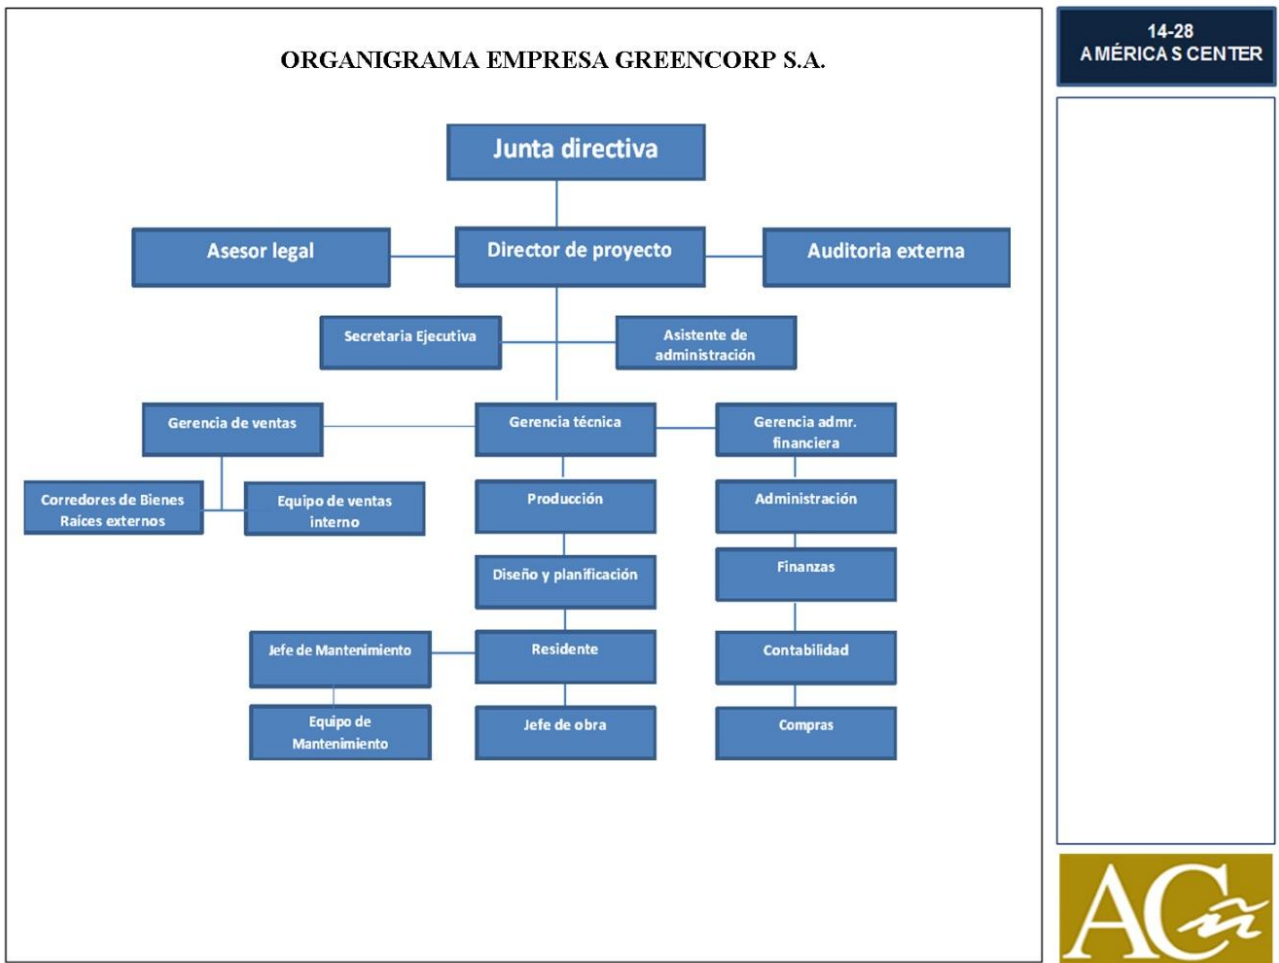 ORGANIGRAMA EMPRESA GREENCORP S.A.
14-28
AMÉRICAS CENTER
Junta directiva
Asesor legal
Director de proyecto
Auditoria externa
Secretaria Ejecutiva
Asistente de
administración
Gerencia de ventas
Gerencia técnica
Gerencia admr.
financiera
Corredores de Bienes
Raíces externos
Equipo de ventas
interno
Producción
Administración
Diseño y planificación
Finanzas
Jefe de Mantenimiento
Residente
Contabilidad
Equipo de
Mantenimiento
Jefe de obra
Compras
AC